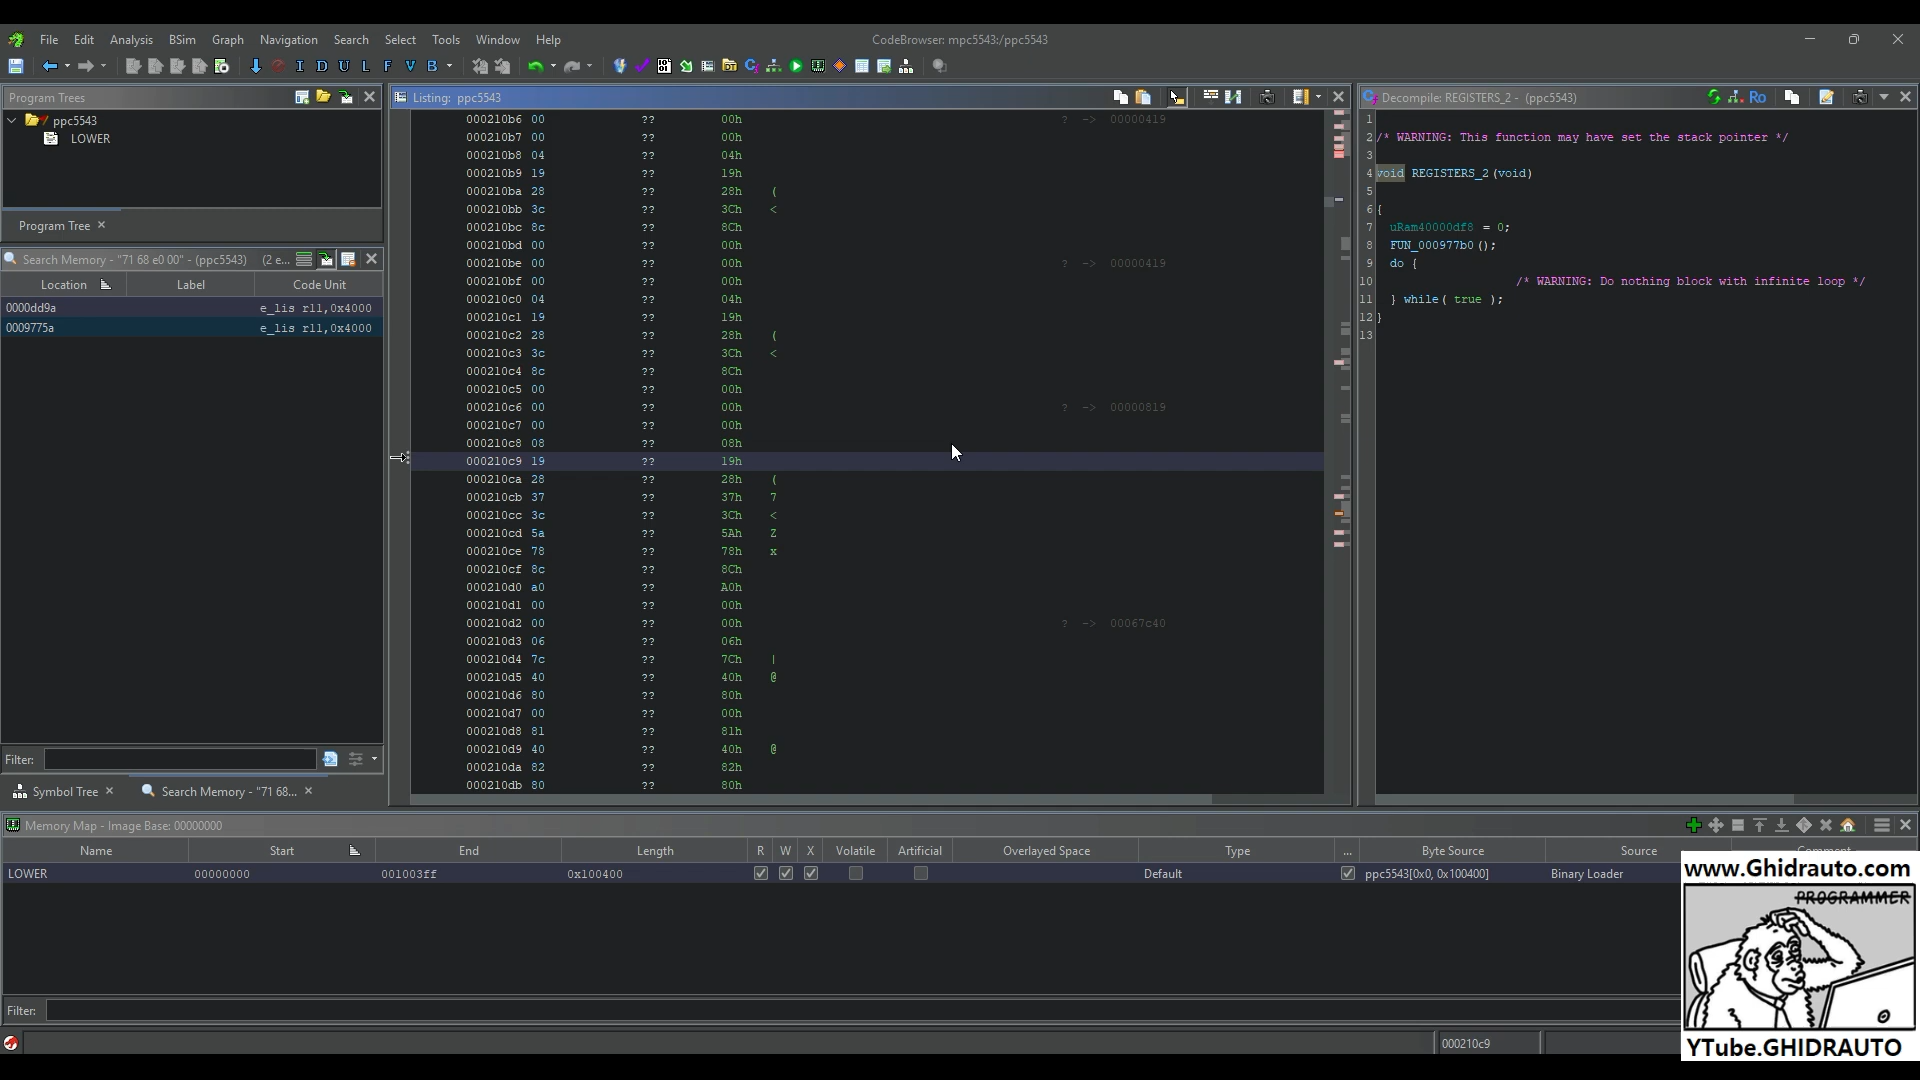 File Edit Analysis BSim Graph Navigation Search Select Tools Window Help
CodeBrowser: mpc5543:/ppc5543
I D U L F V B
Program Trees
ppc5543
LOWER
Program Tree
Search Memory - "71 68 e0 00" - (ppc5543) (2 e...
Location Label Code Unit
0000dd9a e_lis r11,0x4000
0009775a e_lis r11,0x4000
Filter:
Symbol Tree Search Memory - "71 68...
Listing: ppc5543
000210b6 00 ?? 00h ? -> 00000419
000210b7 00 ?? 00h
000210b8 04 ?? 04h
000210b9 19 ?? 19h
000210ba 28 ?? 28h (
000210bb 3c ?? 3Ch <
000210bc 8c ?? 8Ch
000210bd 00 ?? 00h
000210be 00 ?? 00h ? -> 00000419
000210bf 00 ?? 00h
000210c0 04 ?? 04h
000210c1 19 ?? 19h
000210c2 28 ?? 28h (
000210c3 3c ?? 3Ch <
000210c4 8c ?? 8Ch
000210c5 00 ?? 00h
000210c6 00 ?? 00h ? -> 00000819
000210c7 00 ?? 00h
000210c8 08 ?? 08h
000210c9 19 ?? 19h
000210ca 28 ?? 28h (
000210cb 37 ?? 37h 7
000210cc 3c ?? 3Ch <
000210cd 5a ?? 5Ah Z
000210ce 78 ?? 78h x
000210cf 8c ?? 8Ch
000210d0 a0 ?? A0h
000210d1 00 ?? 00h
000210d2 00 ?? 00h ? -> 00067c40
000210d3 06 ?? 06h
000210d4 7c ?? 7Ch |
000210d5 40 ?? 40h @
000210d6 80 ?? 80h
000210d7 00 ?? 00h
000210d8 81 ?? 81h
000210d9 40 ?? 40h @
000210da 82 ?? 82h
000210db 80 ?? 80h
Decompile: REGISTERS_2 - (ppc5543)
Ro
1
2 /* WARNING: This function may have set the stack pointer */
3
4 void REGISTERS_2(void)
5
6 {
7 uRam40000df8 = 0;
8 FUN_000977b0();
9 do {
10 /* WARNING: Do nothing block with infinite loop */
11 } while( true );
12 }
13
Memory Map - Image Base: 00000000
Name Start End Length R W X Volatile Artificial Overlayed Space Type ... Byte Source Source Comment
LOWER 00000000 001003ff 0x100400 Default ppc5543[0x0, 0x100400] Binary Loader
Filter:
000210c9
www.Ghidrauto.com
PROGRAMMER
YTube.GHIDRAUTO